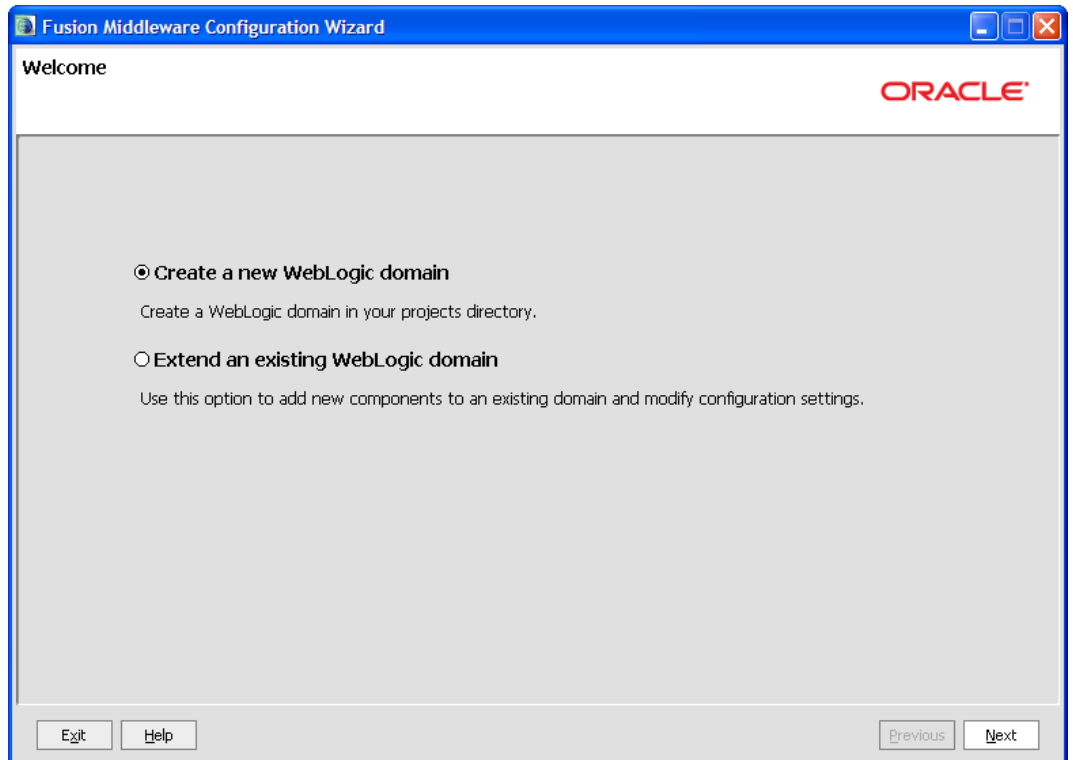 Fusion Middleware Configuration Wizard
Welcome
ORACLE
Create a new WebLogic domain
Create a WebLogic domain in your projects directory.
Extend an existing WebLogic domain
Use this option to add new components to an existing domain and modify configuration settings.
Exit Help Previous Next